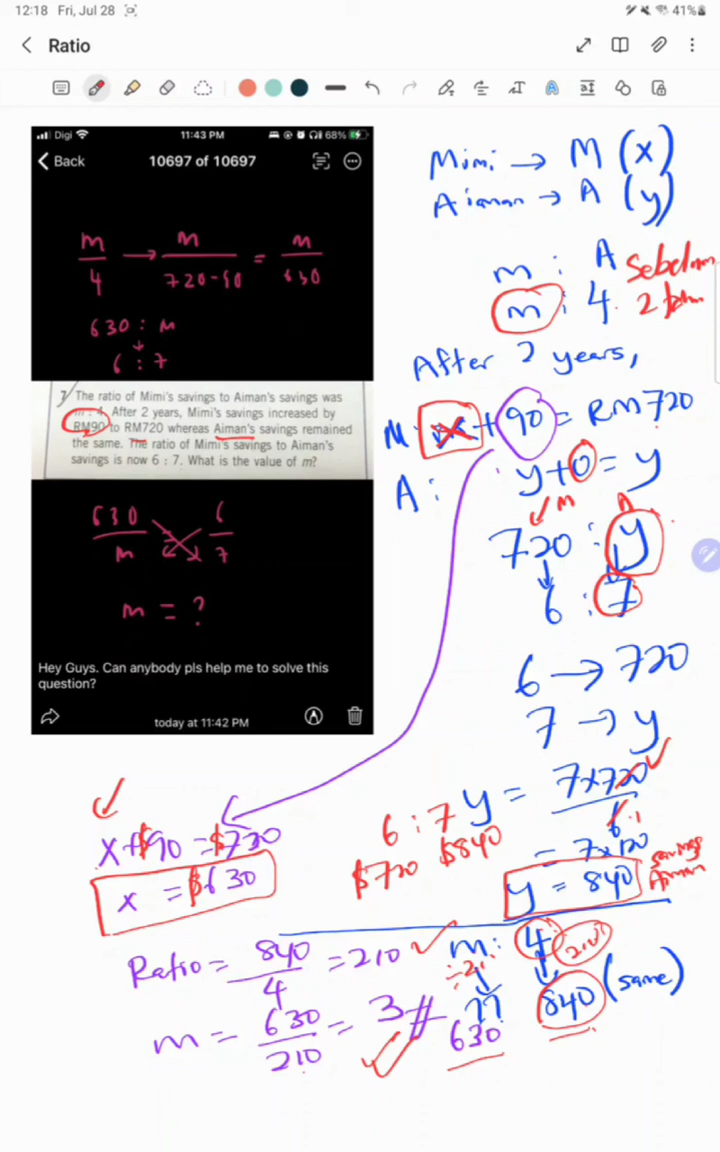 12:18 Fri, Jul 28
41%
Ratio
Digi
11:43 PM
68%
Back
10697 of 10697
m/4 → m/720-90 = m/630
630 : m
↓
6 : 7
7 The ratio of Mimi's savings to Aiman's savings was
m : 4. After 2 years, Mimi's savings increased by
RM90 to RM720 whereas Aiman's savings remained
the same. The ratio of Mimi's savings to Aiman's
savings is now 6 : 7. What is the value of m?
630/m 6/7
m = ?
Hey Guys. Can anybody pls help me to solve this
question?
today at 11:42 PM
Mimi → M (x)
Aiman → A (y)
m : A
m : 4
After 2 years,
M: x + 90 = RM720
A: y + 0 = y
M A
720 : y
6 : 7
6 → 720
7 → y
y = 7x720/6
= 7x120
y = 840
savings
Aiman
6 : 7
$720 $840
x + $90 = $720
x = $630
Ratio = 840/4 = 210
m = 630/210 = 3#
m : 4
210
?? 840 (same)
630